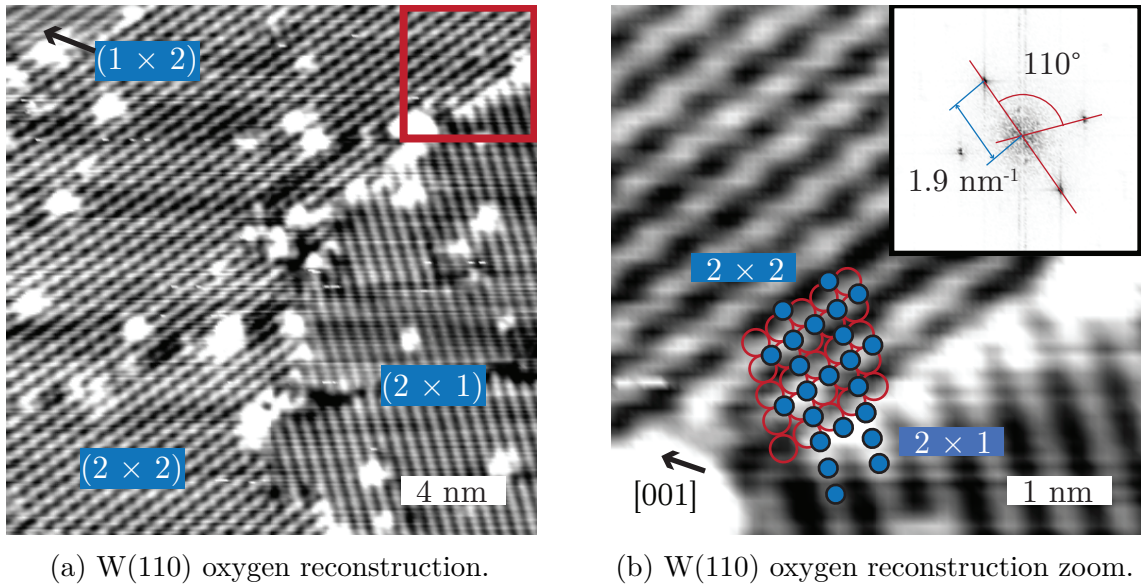 (1 × 2)
(2 × 1)
(2 × 2)
4 nm
110°
1.9 nm⁻¹
2 × 2
2 × 1
[001]
1 nm
(a) W(110) oxygen reconstruction.
(b) W(110) oxygen reconstruction zoom.